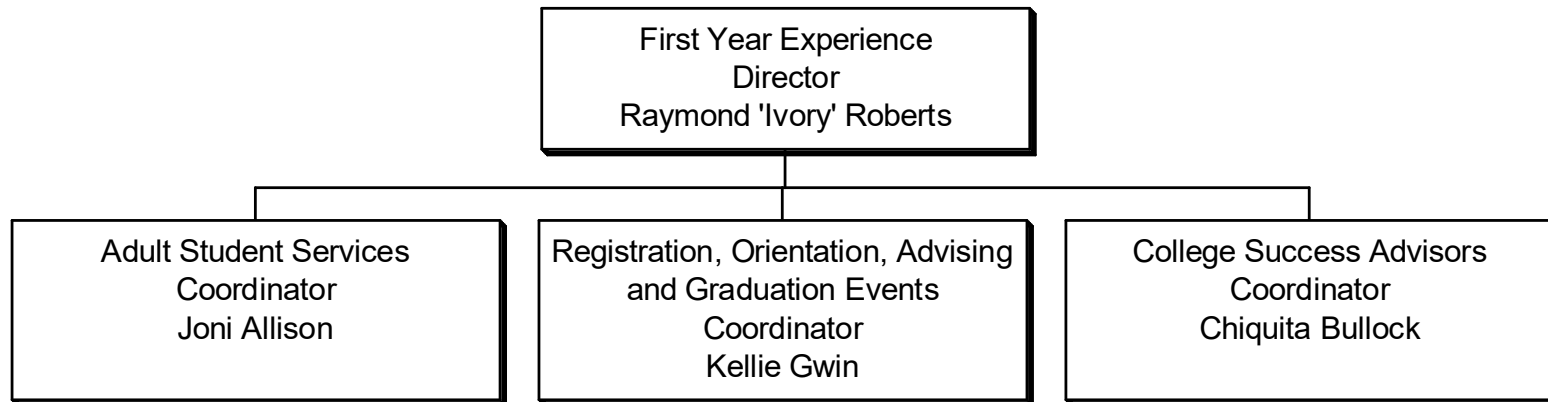 First Year Experience
Director
Raymond 'Ivory' Roberts
Adult Student Services
Coordinator
Joni Allison
Registration, Orientation, Advising
and Graduation Events
Coordinator
Kellie Gwin
College Success Advisors
Coordinator
Chiquita Bullock